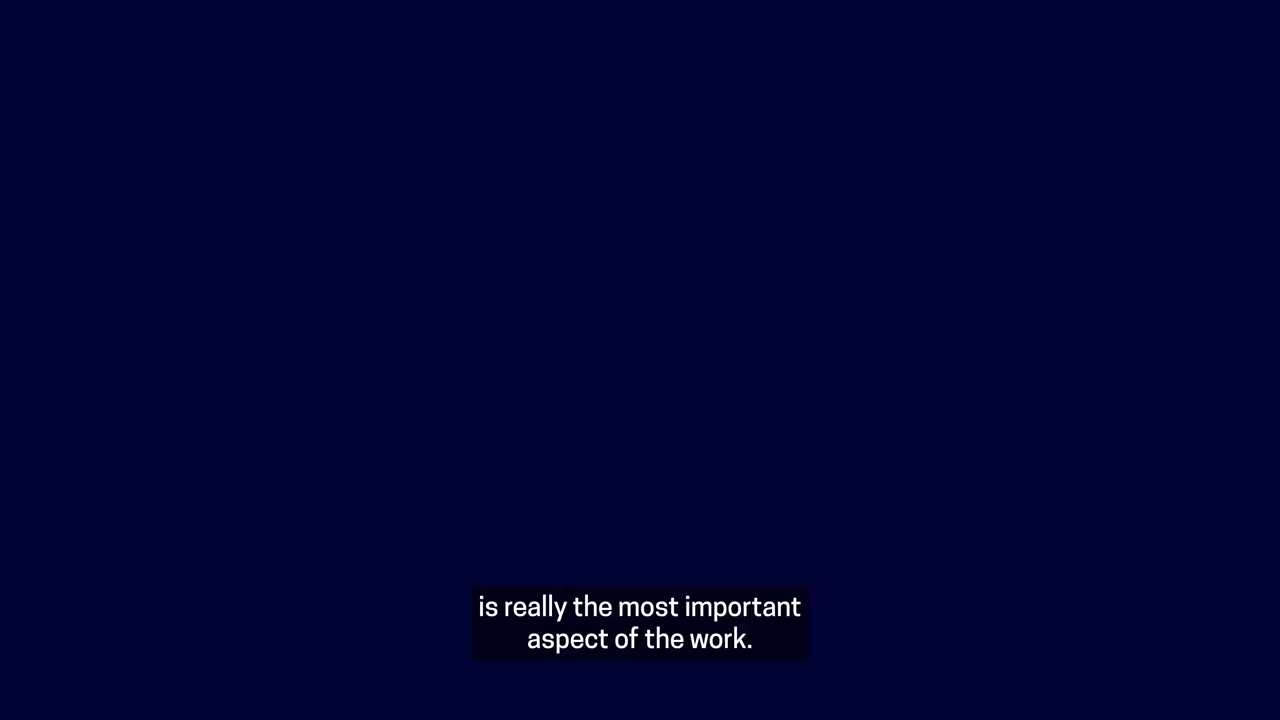 is really the most important
aspect of the work.